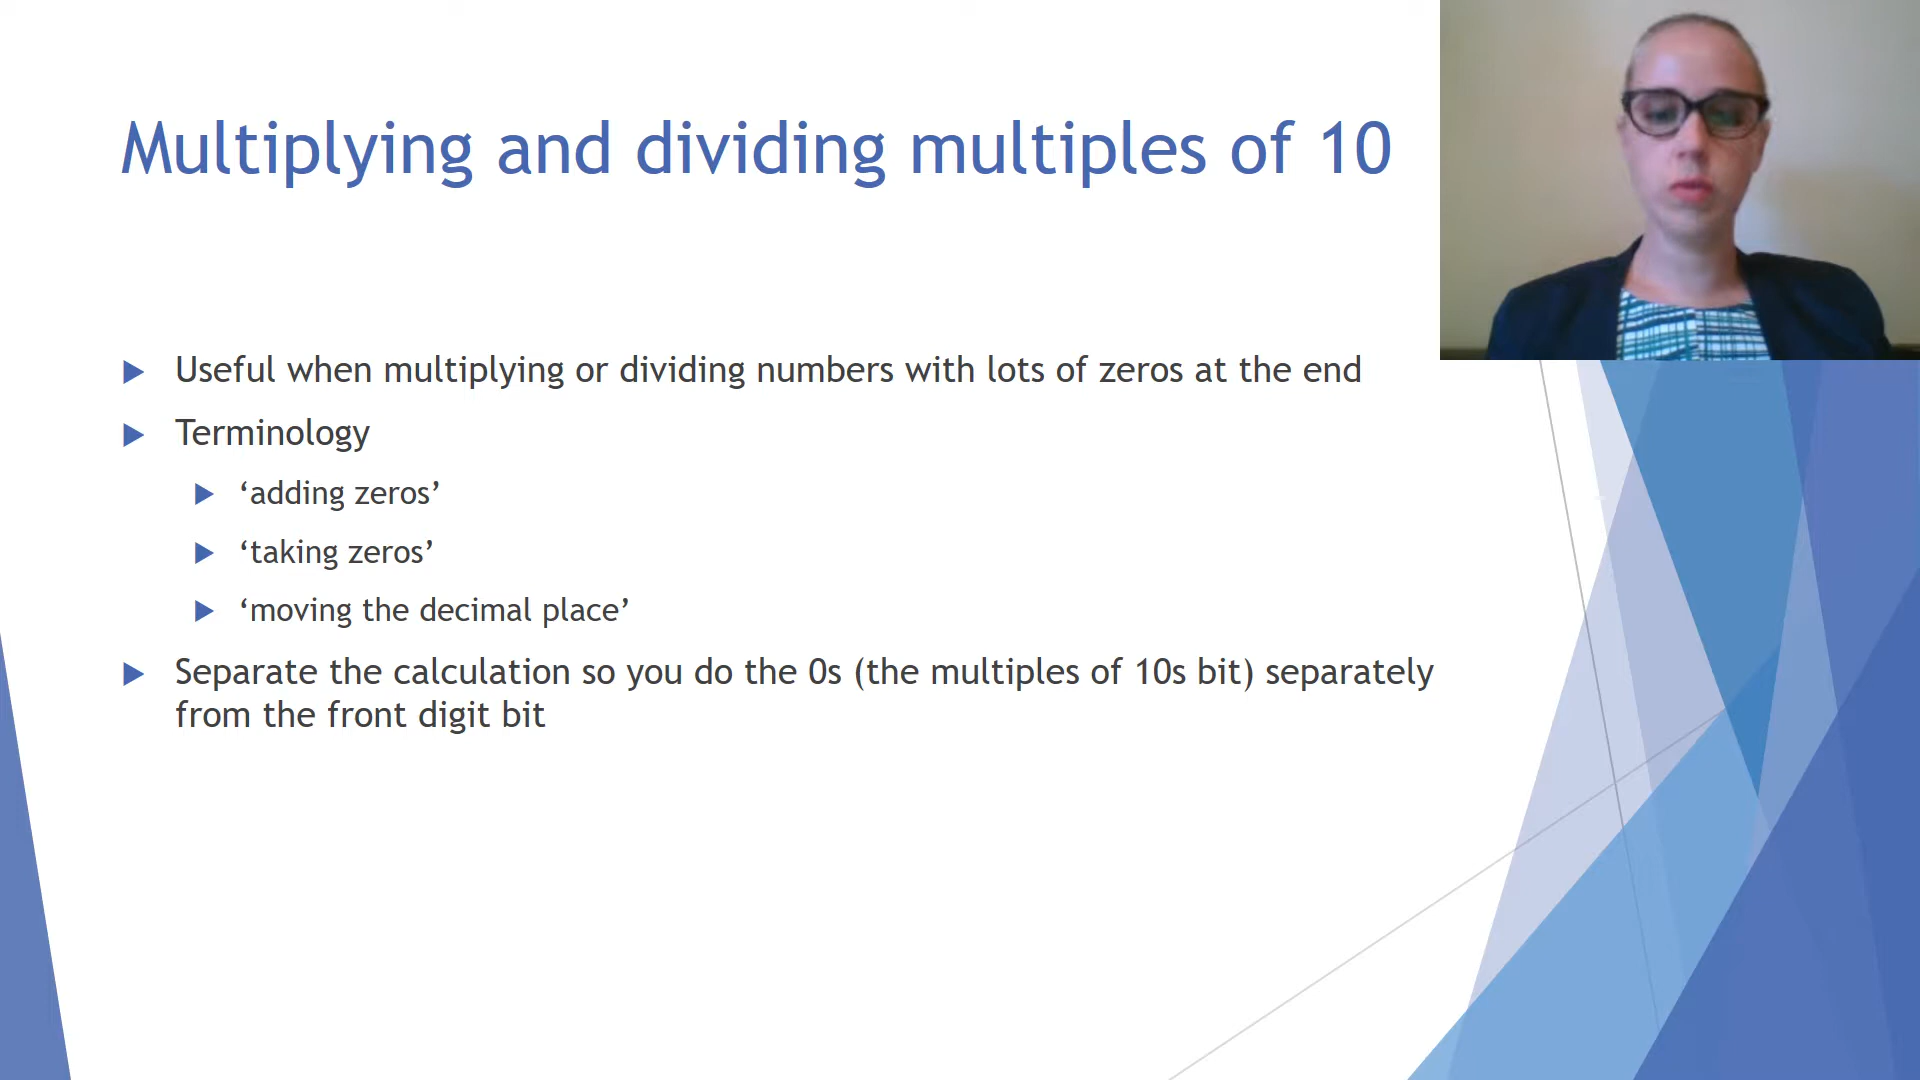 Multiplying and dividing multiples of 10
Useful when multiplying or dividing numbers with lots of zeros at the end
Terminology
‘adding zeros’
‘taking zeros’
‘moving the decimal place’
Separate the calculation so you do the 0s (the multiples of 10s bit) separately
from the front digit bit